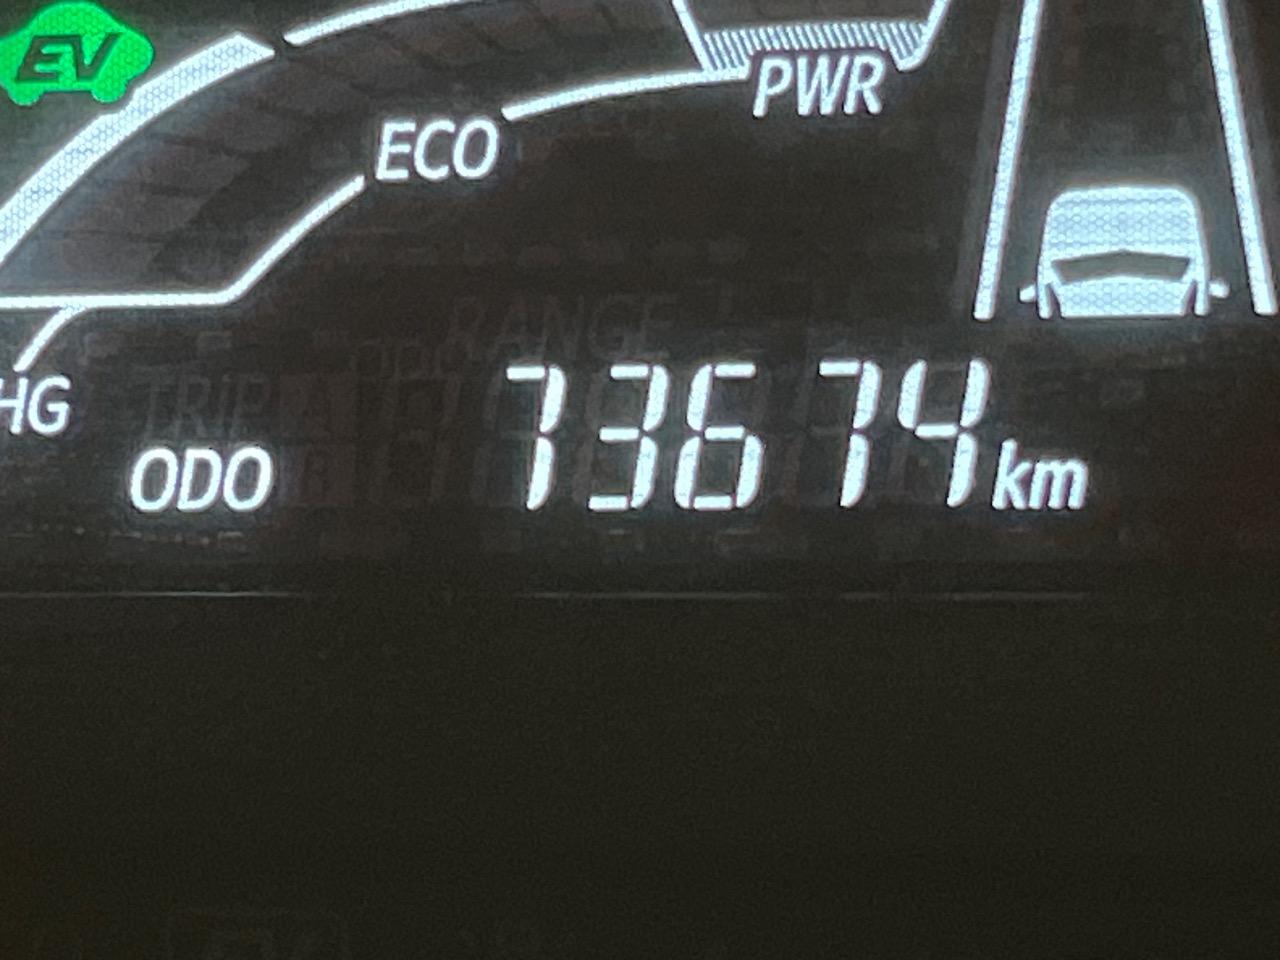 EV
PWR
ECO
HG
ODO 73674 km